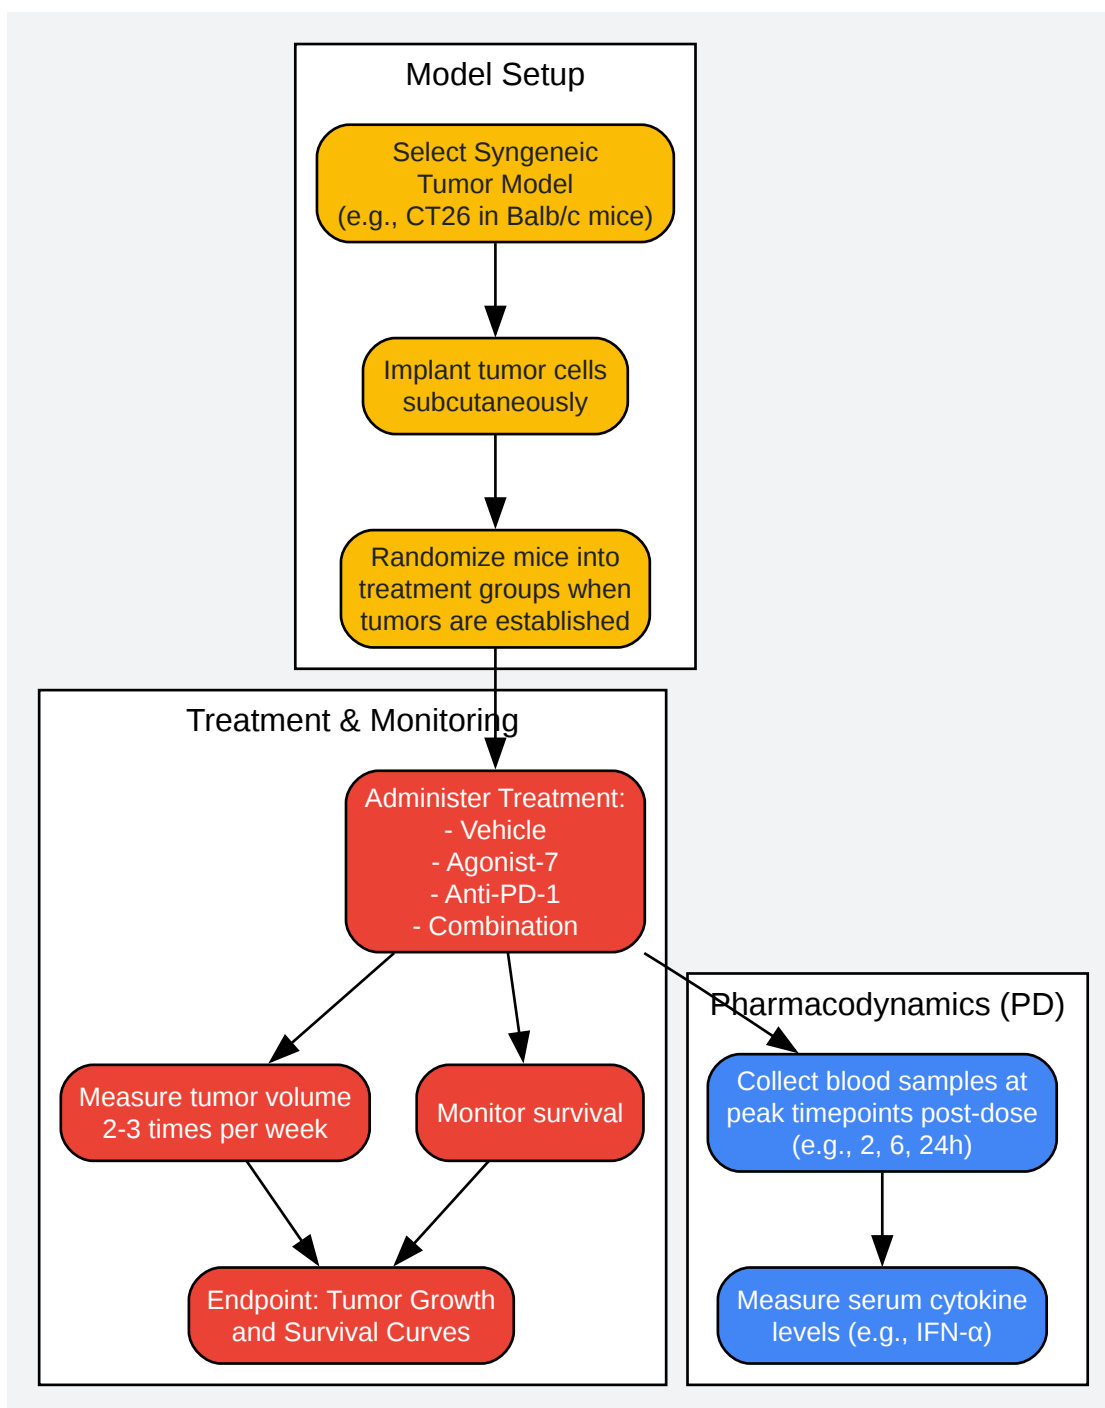 Model Setup
Select Syngeneic
Tumor Model
(e.g., CT26 in Balb/c mice)
Implant tumor cells
subcutaneously
Randomize mice into
treatment groups when
tumors are established
Treatment & Monitoring
Administer Treatment:
- Vehicle
- Agonist-7
- Anti-PD-1
- Combination
Measure tumor volume
2-3 times per week
Monitor survival
Endpoint: Tumor Growth
and Survival Curves
Pharmacodynamics (PD)
Collect blood samples at
peak timepoints post-dose
(e.g., 2, 6, 24h)
Measure serum cytokine
levels (e.g., IFN-α)